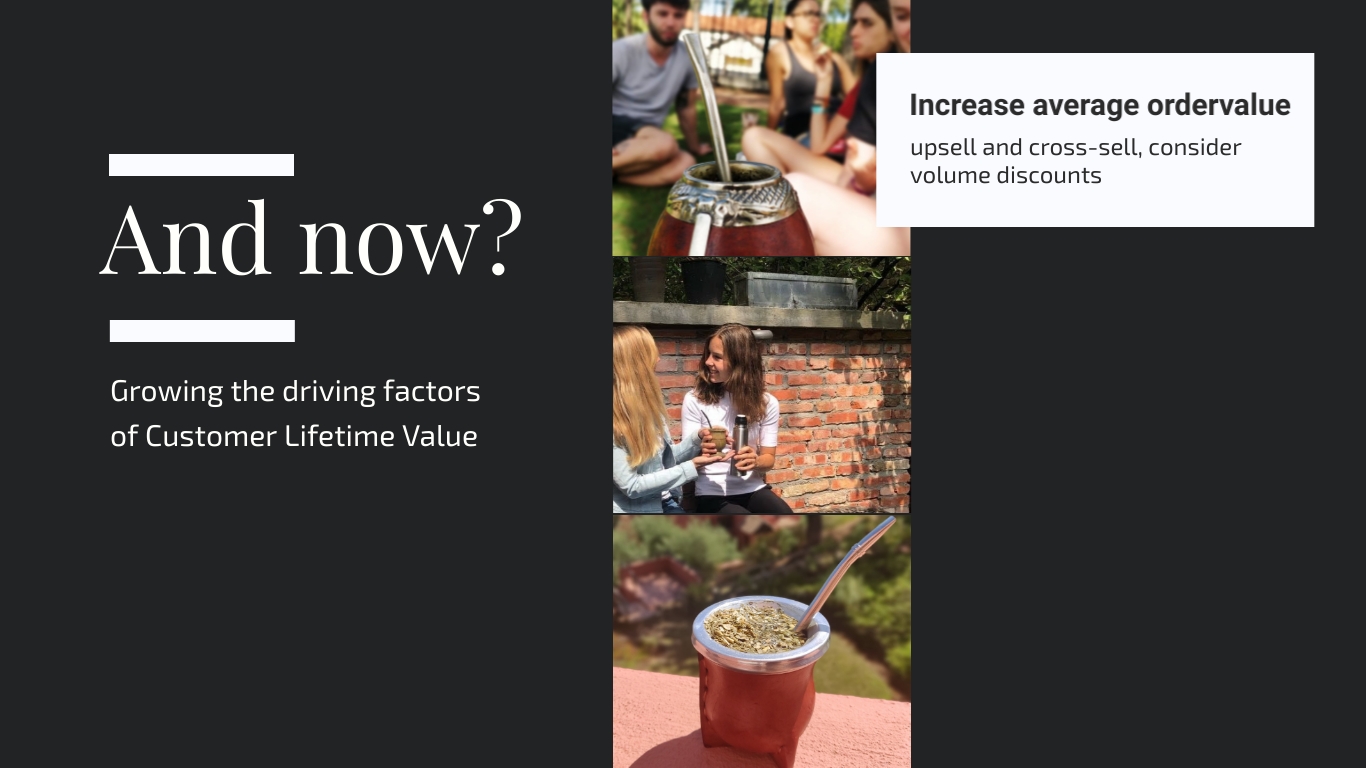 And now?
Growing the driving factors
of Customer Lifetime Value
Increase average ordervalue
upsell and cross-sell, consider
volume discounts